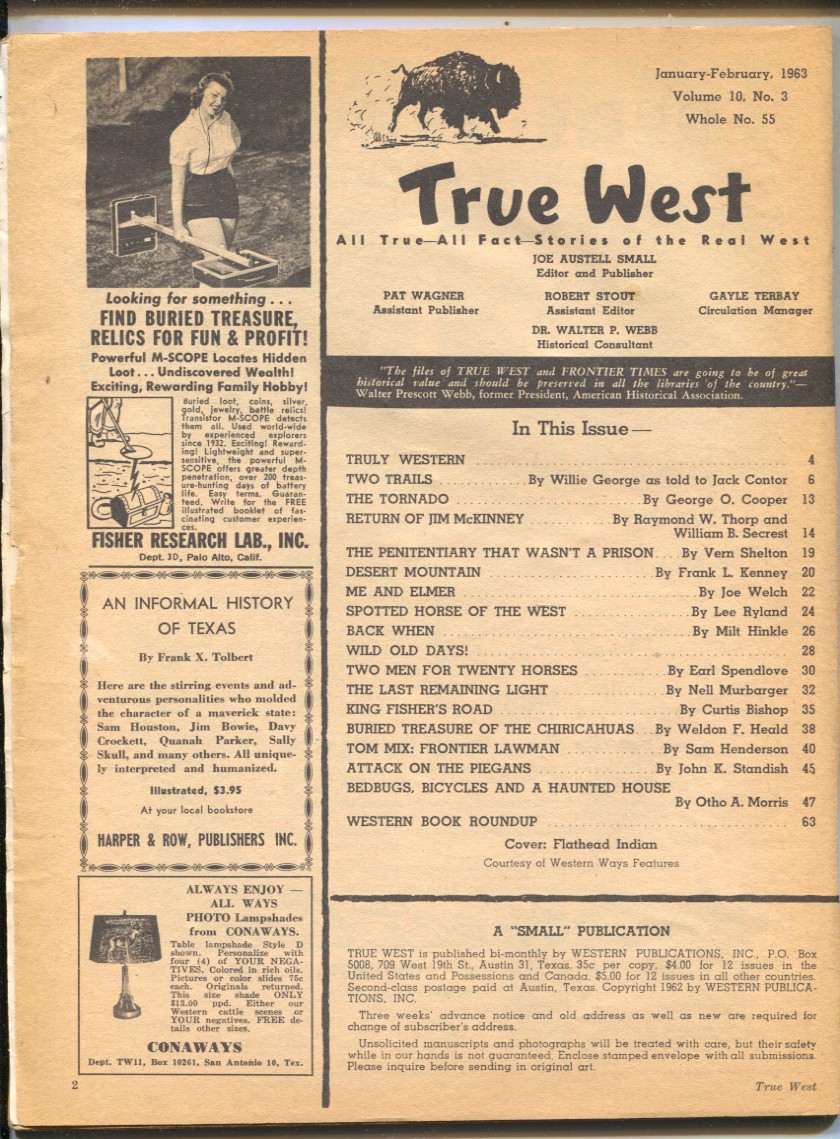 Looking for something . . .
FIND BURIED TREASURE,
RELICS FOR FUN & PROFIT!
Powerful M-SCOPE Locates Hidden
Loot . . . Undiscovered Wealth!
Exciting, Rewarding Family Hobby!
Buried loot, coins, silver,
gold, jewelry, battle relics!
Transistor M-SCOPE detects
them all. Used world-wide
by experienced explorers
since 1932. Exciting! Reward-
ing! Lightweight and super-
sensitive, the powerful M-
SCOPE offers greater depth
penetration, over 200 treas-
ure-hunting days of battery
life. Easy terms. Guaran-
teed. Write for the FREE
illustrated booklet of fas-
cinating customer experien-
ces.
FISHER RESEARCH LAB., INC.
Dept. 3D, Palo Alto, Calif.
AN INFORMAL HISTORY
OF TEXAS
By Frank X. Tolbert
Here are the stirring events and ad-
venturous personalities who molded
the character of a maverick state:
Sam Houston, Jim Bowie, Davy
Crockett, Quanah Parker, Sally
Skull, and many others. All unique-
ly interpreted and humanized.
Illustrated, $3.95
At your local bookstore
HARPER & ROW, PUBLISHERS INC.
ALWAYS ENJOY —
ALL WAYS
PHOTO Lampshades
from CONAWAYS.
Table lampshade Style D
shown. Personalize with
four (4) of YOUR NEGA-
TIVES. Colored in rich oils.
Pictures or color slides 75c
each. Originals returned.
This size shade ONLY
$12.00 ppd. Either our
Western cattle scenes or
YOUR negatives. FREE de-
tails other sizes.
CONAWAYS
Dept. TW11, Box 10261, San Antonio 10, Tex.
2
January-February, 1963
Volume 10, No. 3
Whole No. 55
True West
All True—All Fact—Stories of the Real West
JOE AUSTELL SMALL
Editor and Publisher
PAT WAGNER ROBERT STOUT GAYLE TERBAY
Assistant Publisher Assistant Editor Circulation Manager
DR. WALTER P. WEBB
Historical Consultant
"The files of TRUE WEST and FRONTIER TIMES are going to be of great
historical value and should be preserved in all the libraries of the country."—
Walter Prescott Webb, former President, American Historical Association.
In This Issue—
TRULY WESTERN 4
TWO TRAILS By Willie George as told to Jack Contor 6
THE TORNADO By George O. Cooper 13
RETURN OF JIM McKINNEY By Raymond W. Thorp and
William B. Secrest 14
THE PENITENTIARY THAT WASN'T A PRISON By Vern Shelton 19
DESERT MOUNTAIN By Frank L. Kenney 20
ME AND ELMER By Joe Welch 22
SPOTTED HORSE OF THE WEST By Lee Ryland 24
BACK WHEN By Milt Hinkle 26
WILD OLD DAYS! 28
TWO MEN FOR TWENTY HORSES By Earl Spendlove 30
THE LAST REMAINING LIGHT By Nell Murbarger 32
KING FISHER'S ROAD By Curtis Bishop 35
BURIED TREASURE OF THE CHIRICAHUAS By Weldon F. Heald 38
TOM MIX: FRONTIER LAWMAN By Sam Henderson 40
ATTACK ON THE PIEGANS By John K. Standish 45
BEDBUGS, BICYCLES AND A HAUNTED HOUSE
By Otho A. Morris 47
WESTERN BOOK ROUNDUP 63
Cover: Flathead Indian
Courtesy of Western Ways Features
A "SMALL" PUBLICATION
TRUE WEST is published bi-monthly by WESTERN PUBLICATIONS, INC., P.O. Box
5008, 709 West 19th St., Austin 31, Texas. 35c per copy, $4.00 for 12 issues in the
United States and Possessions and Canada. $5.00 for 12 issues in all other countries.
Second-class postage paid at Austin, Texas. Copyright 1962 by WESTERN PUBLICA-
TIONS, INC.
Three weeks' advance notice and old address as well as new are required for
change of subscriber's address.
Unsolicited manuscripts and photographs will be treated with care, but their safety
while in our hands is not guaranteed. Enclose stamped envelope with all submissions.
Please inquire before sending in original art.
True West